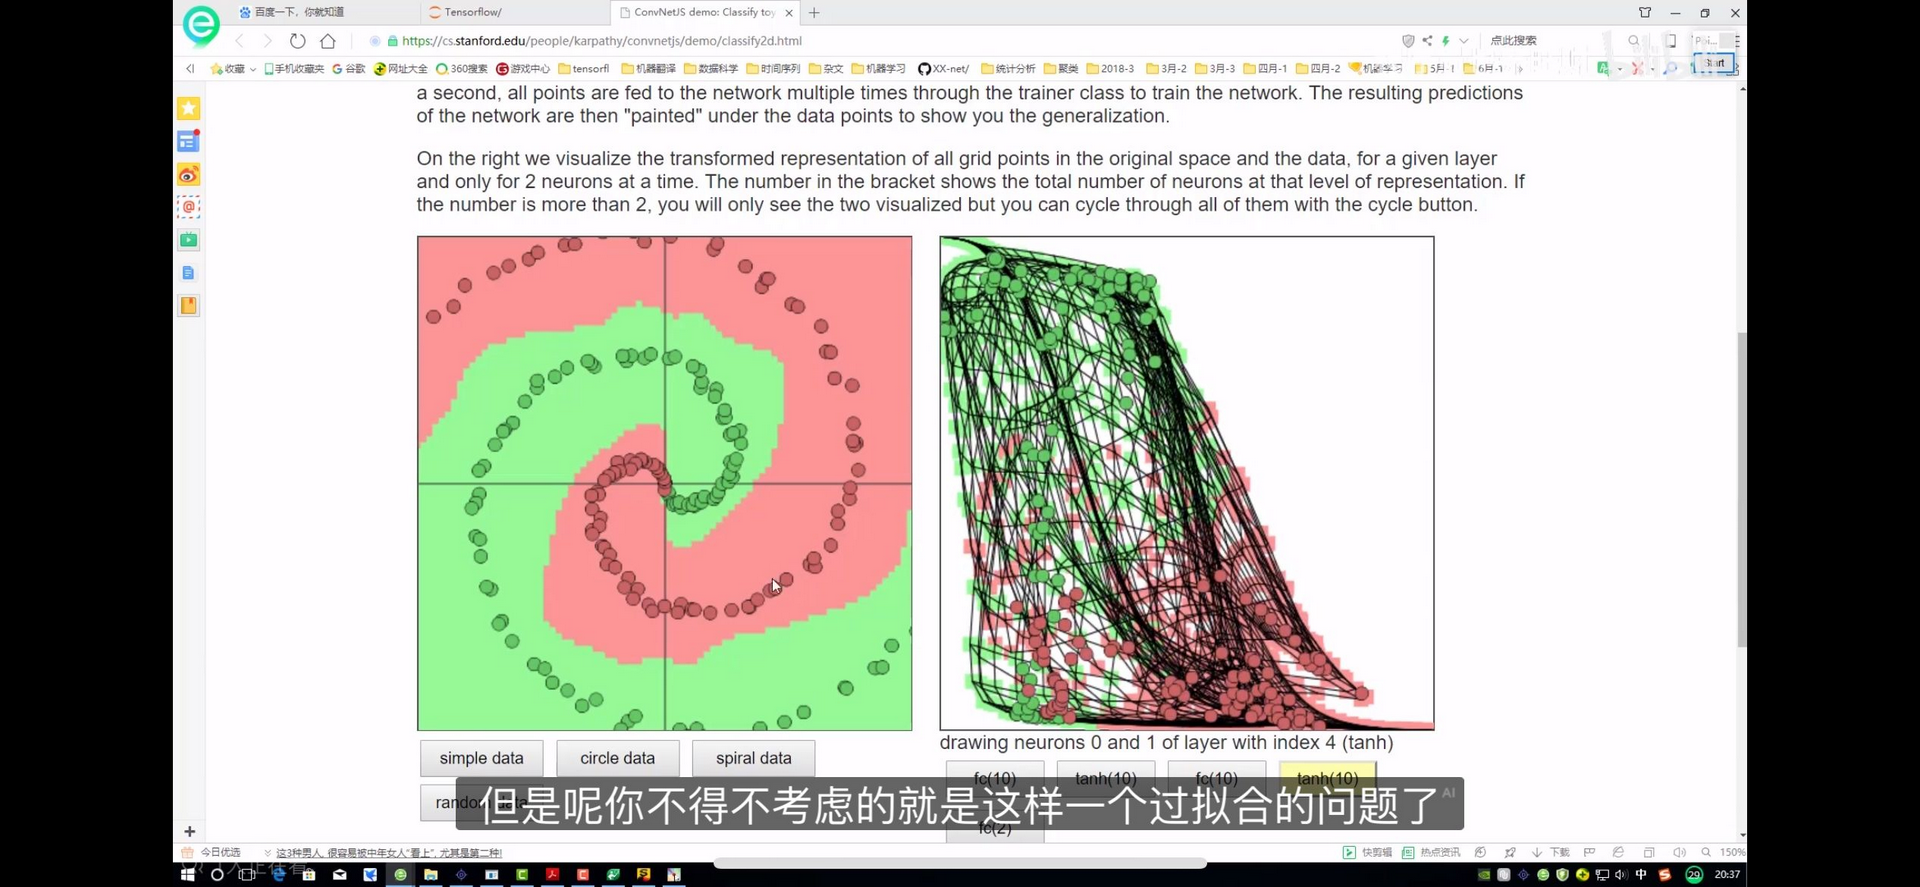 百度一下，你就知道
Tensorflow/
ConvNetJS demo: Classify toy
https://cs.stanford.edu/people/karpathy/convnetjs/demo/classify2d.html
点此搜索
Start
收藏 手机收藏夹 谷歌 网址大全 360搜索 游戏中心 tensorfl 机器翻译 数据科学 时间序列 杂文 机器学习 XX-net/ 统计分析 聚类 2018-3 3月-2 3月-3 四月-1 四月-2 机器学习 5月-1 6月-1
a second, all points are fed to the network multiple times through the trainer class to train the network. The resulting predictions
of the network are then "painted" under the data points to show you the generalization.
On the right we visualize the transformed representation of all grid points in the original space and the data, for a given layer
and only for 2 neurons at a time. The number in the bracket shows the total number of neurons at that level of representation. If
the number is more than 2, you will only see the two visualized but you can cycle through all of them with the cycle button.
simple data
circle data
spiral data
random data
drawing neurons 0 and 1 of layer with index 4 (tanh)
fc(10)
tanh(10)
fc(10)
tanh(10)
fc(2)
但是呢你不得不考虑的就是这样一个过拟合的问题了
AI
今日优选
这3种男人, 很容易被中年女人“看上”, 尤其是第二种!
快剪辑
热点资讯
下载
150%
中
29
20:37